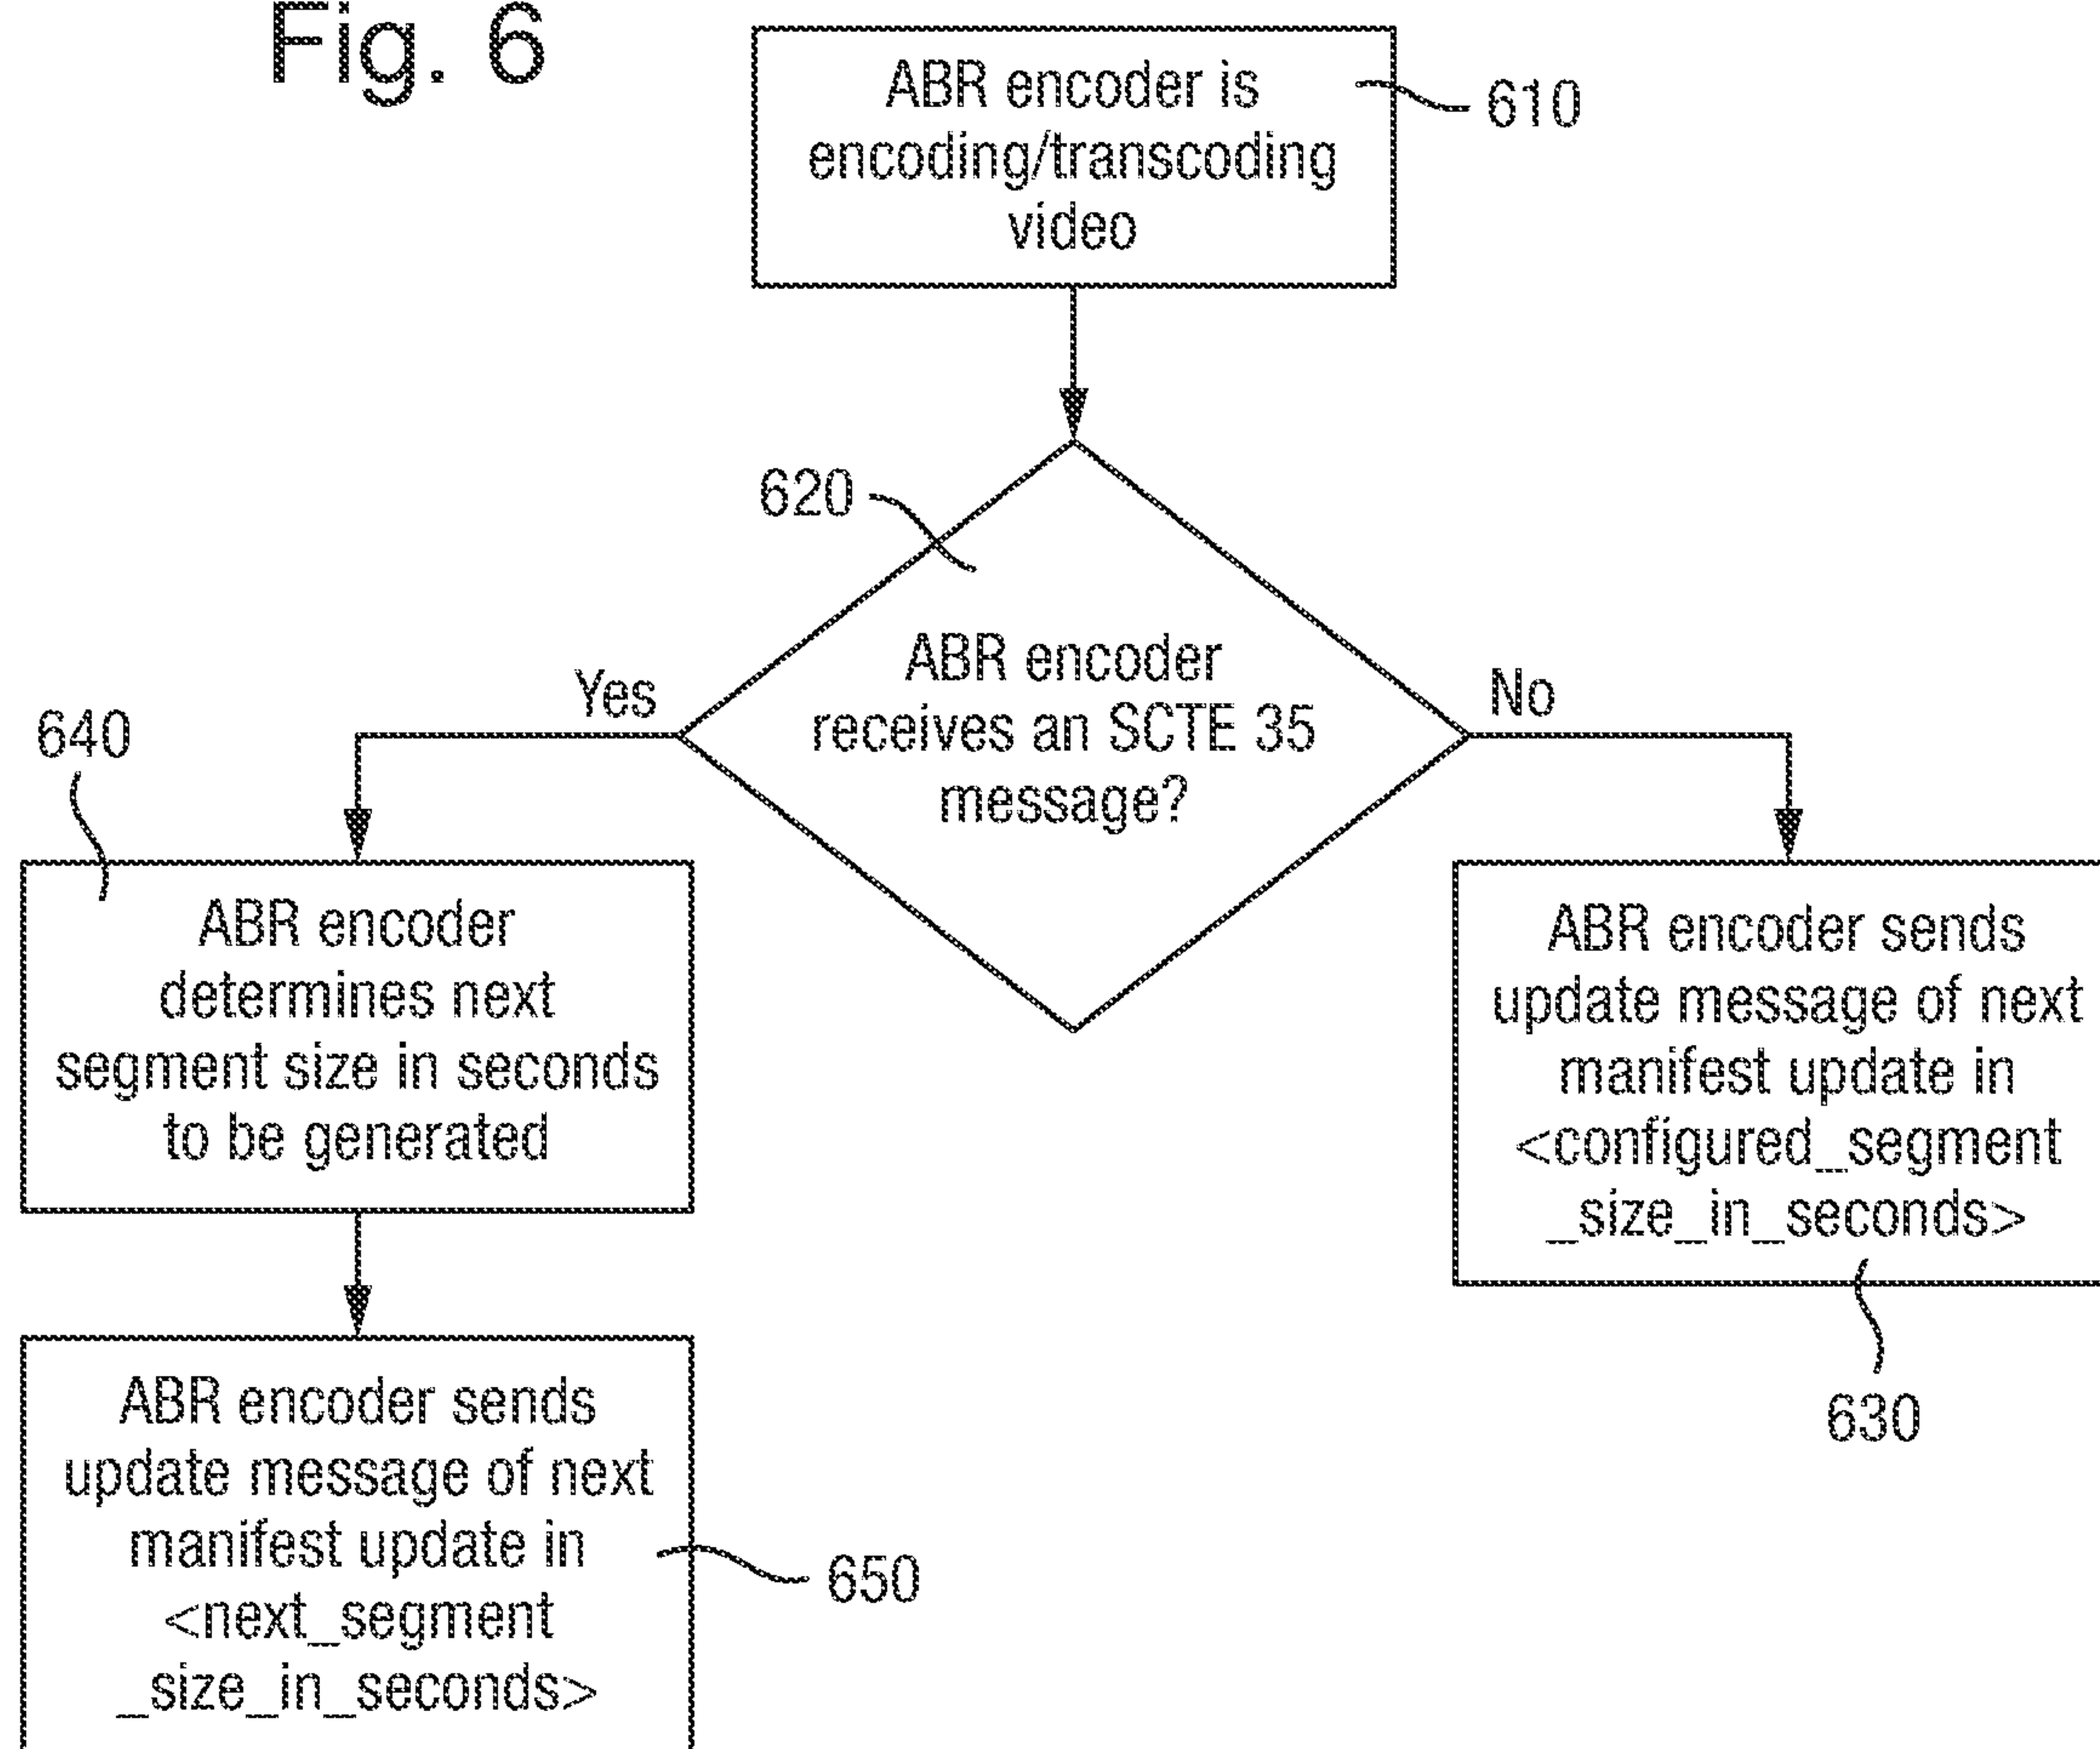 Fig. 6
ABR encoder is
encoding/transcoding
video
610
620
ABR encoder
receives an SCTE 35
message?
Yes
No
640
ABR encoder
determines next
segment size in seconds
to be generated
ABR encoder sends
update message of next
manifest update in
<configured_segment
_size_in_seconds>
630
ABR encoder sends
update message of next
manifest update in
<next_segment
_size_in_seconds>
650